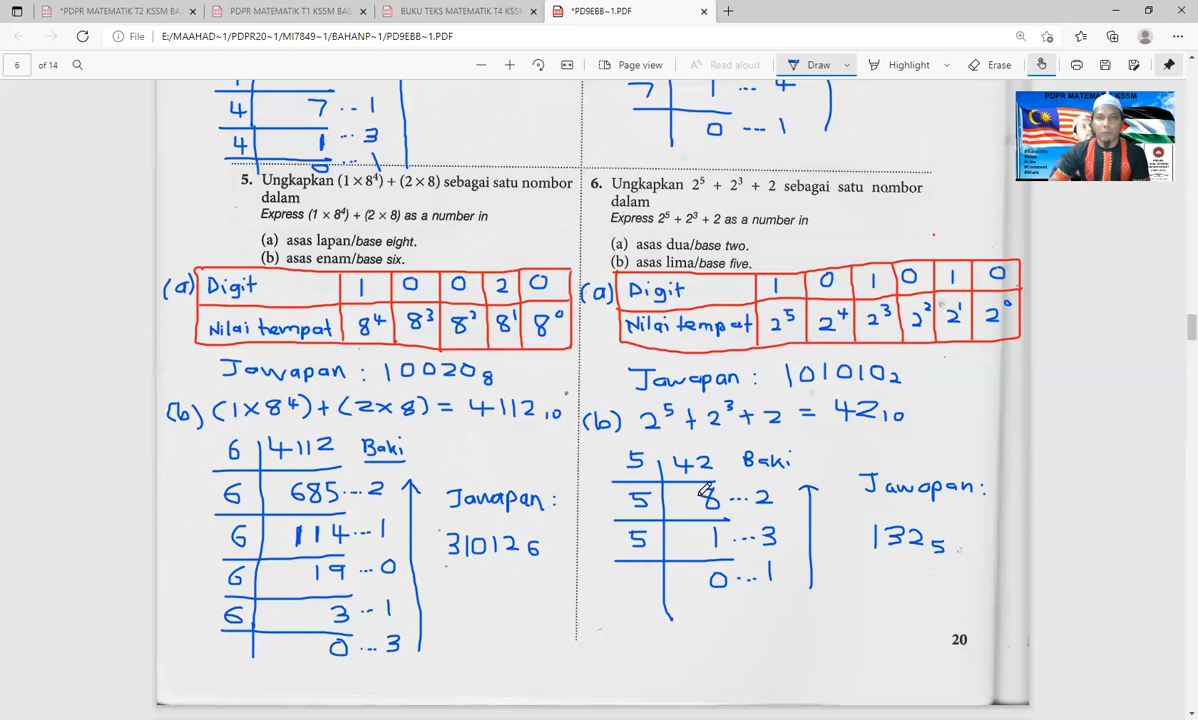 *PDPR MATEMATIK T2 KSSM BA
PDPR MATEMATIK T1 KSSM BAB
BUKU TEKS MATEMATIK T4 KSSM
*PD9EBB~1.PDF
File
E:/MAAHAD~1/PDPR20~1/MI7849~1/BAHANP~1/PD9EBB~1.PDF
6 of 14
Page view
Read aloud
Draw
Highlight
Erase
PDPR MATEMATIK KSSM
4 7 ... 1
4 1 ... 3
0 ... 1
7 1 ... 4
0 --- 1
5. Ungkapkan (1 × 8⁴) + (2 × 8) sebagai satu nombor
dalam
Express (1 × 8⁴) + (2 × 8) as a number in
(a) asas lapan/base eight.
(b) asas enam/base six.
(a) Digit 1 0 0 2 0
Nilai tempat 8⁴ 8³ 8² 8¹ 8⁰
Jawapan : 10020₈
(b) (1 × 8⁴) + (2 × 8) = 4112₁₀
6 4112 Baki
6 685 ... 2
6 114 ... 1
6 19 ... 0
6 3 ... 1
0 ... 3
Jawapan :
31012₆
6. Ungkapkan 2⁵ + 2³ + 2 sebagai satu nombor
dalam
Express 2⁵ + 2³ + 2 as a number in
(a) asas dua/base two.
(b) asas lima/base five.
(a) Digit 1 0 1 0 1 0
Nilai tempat 2⁵ 2⁴ 2³ 2² 2¹ 2⁰
Jawapan : 101010₂
(b) 2⁵ + 2³ + 2 = 42₁₀
5 42 Baki
5 8 ... 2
5 1 ... 3
0 ... 1
Jawapan :
132₅
20